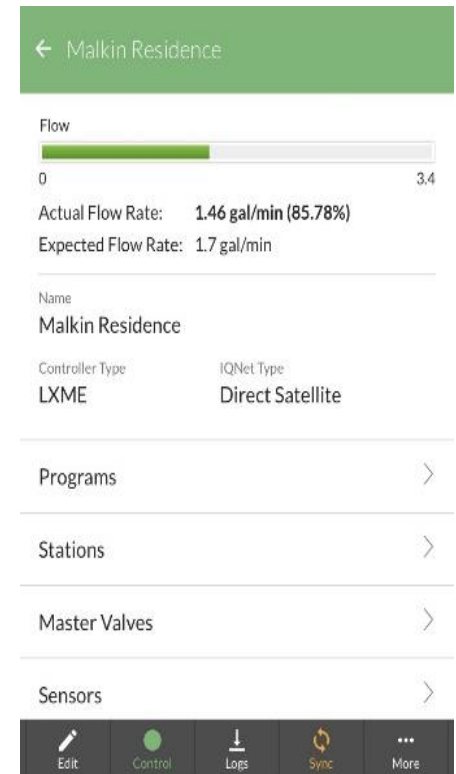 Malkin Residence
Flow
0 3.4
Actual Flow Rate: 1.46 gal/min (85.78%)
Expected Flow Rate: 1.7 gal/min
Name
Malkin Residence
Controller Type IQNet Type
LXME Direct Satellite
Programs
Stations
Master Valves
Sensors
Edit Control Logs Sync More